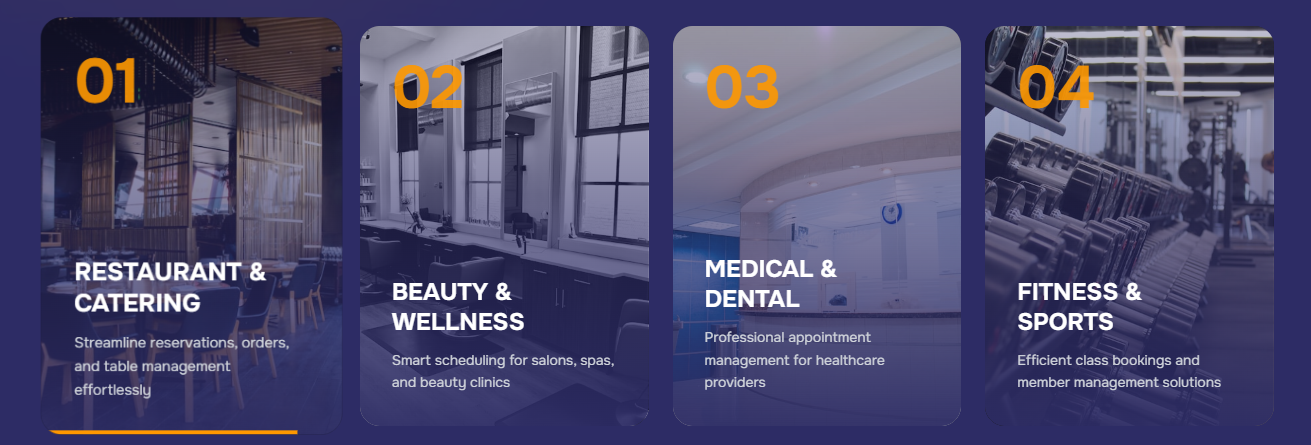 01
RESTAURANT &
CATERING
Streamline reservations, orders,
and table management
effortlessly
02
BEAUTY &
WELLNESS
Smart scheduling for salons, spas,
and beauty clinics
03
MEDICAL &
DENTAL
Professional appointment
management for healthcare
providers
04
FITNESS &
SPORTS
Efficient class bookings and
member management solutions